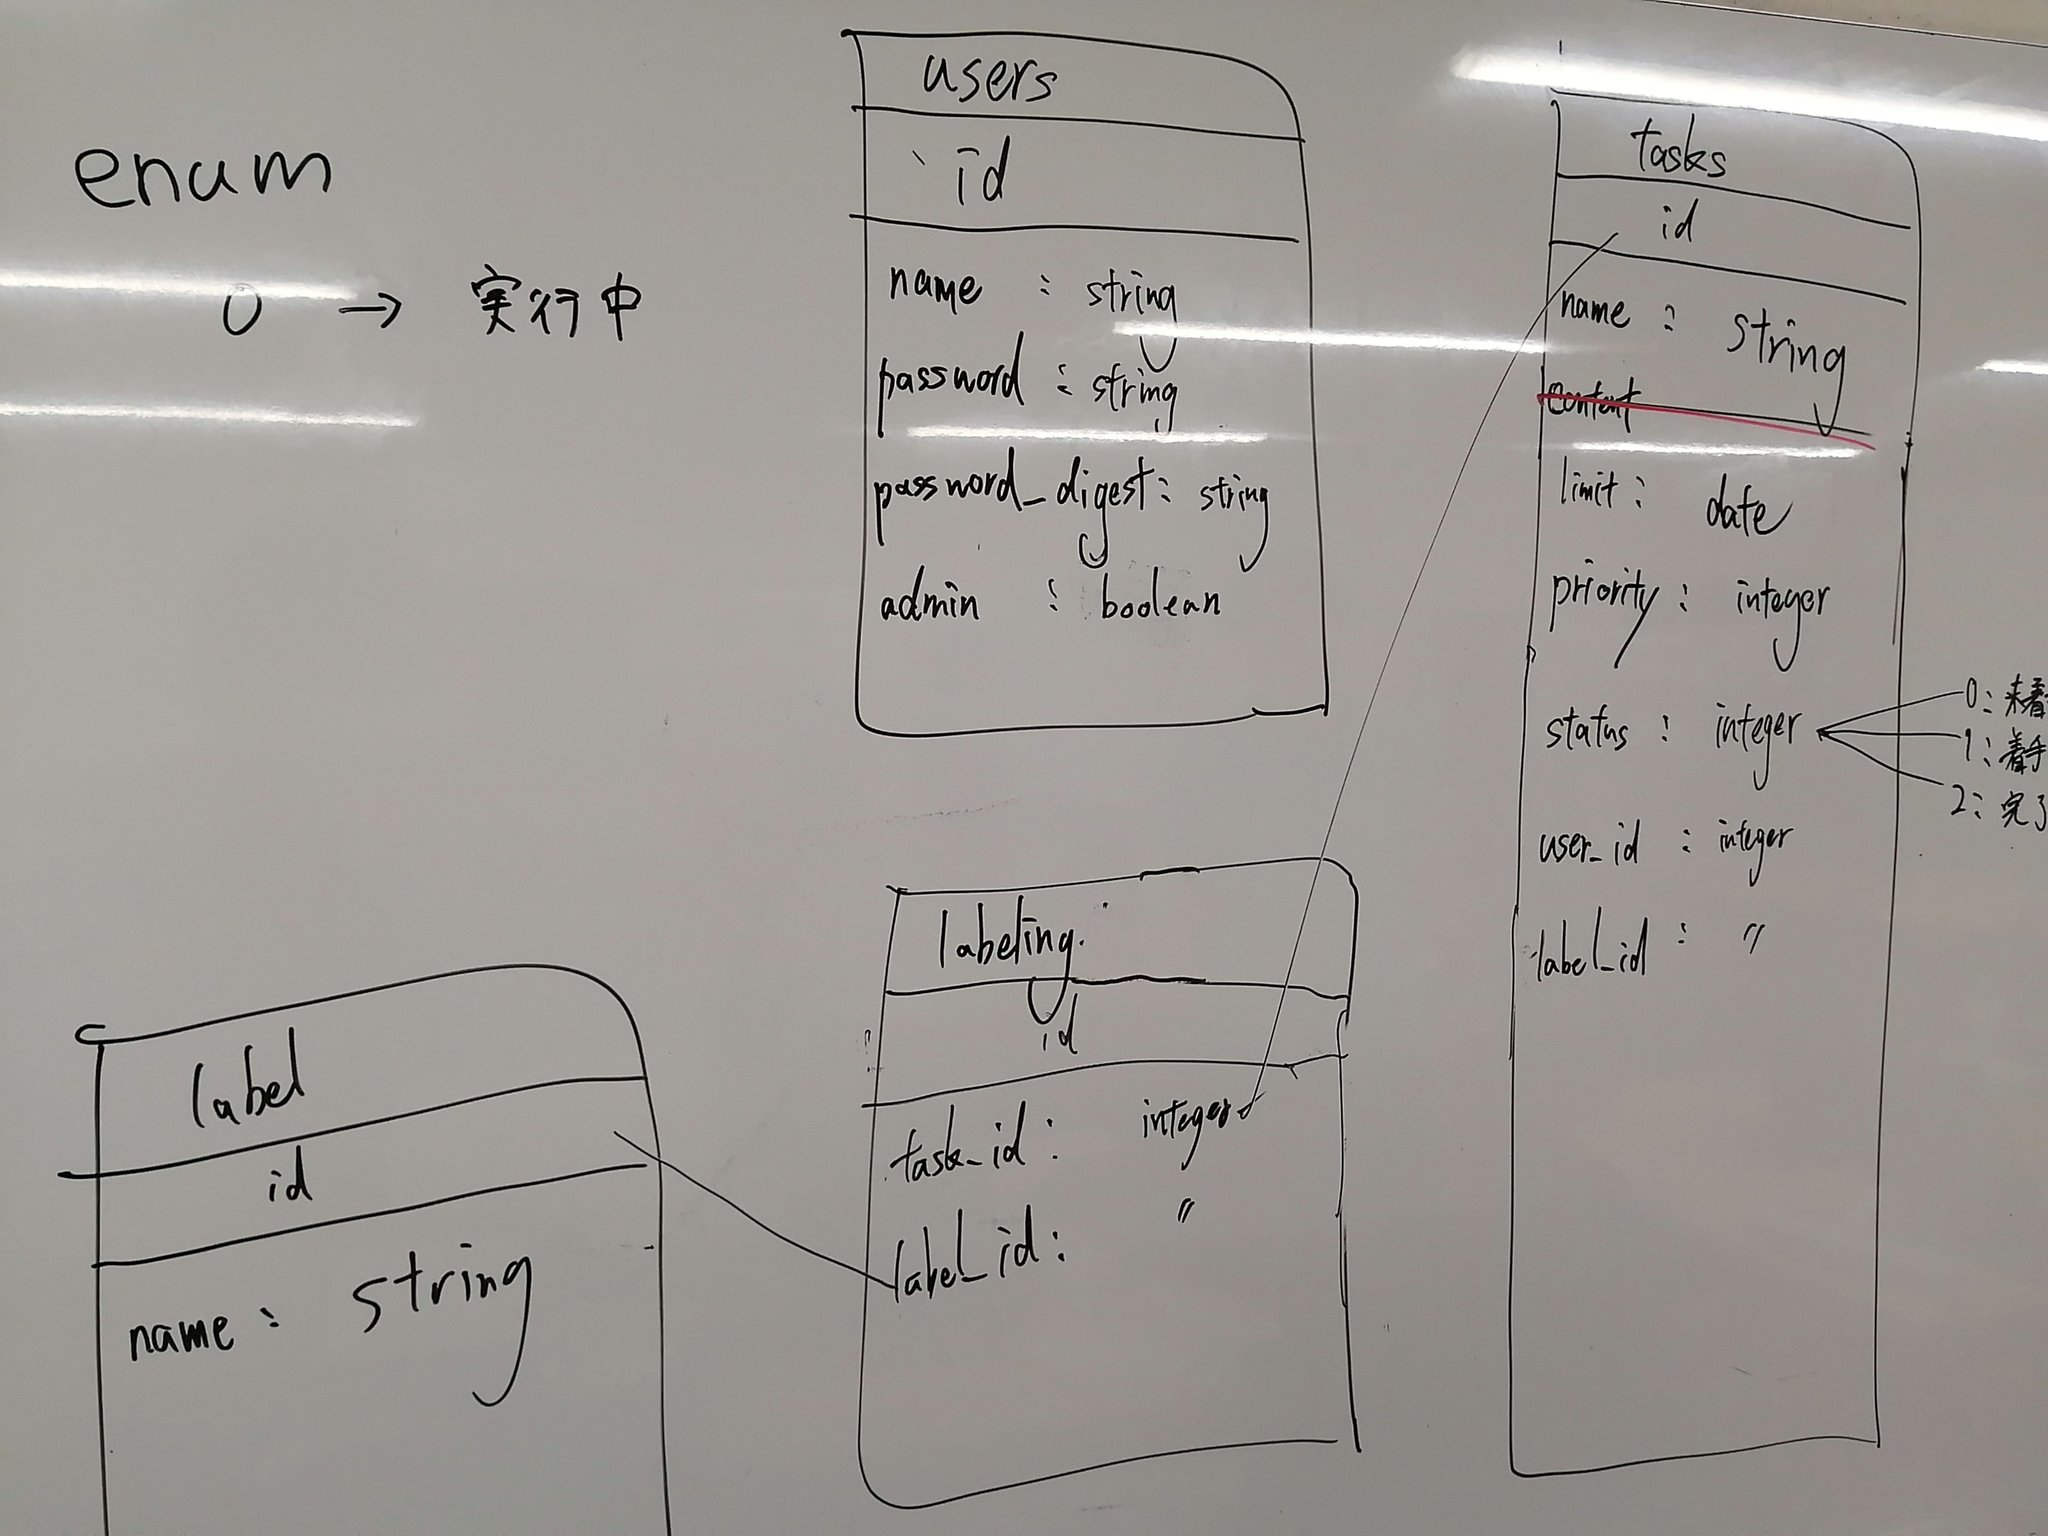 enum
0 → 実行中
users
id
name : string
password : string
password_digest : string
admin : boolean
tasks
id
name : string
content
limit : date
priority : integer
status : integer
0 : 未着
1 : 着手
2 : 完了
user_id : integer
label_id : 〃
labeling
id
task_id : integer
label_id : 〃
label
id
name : string